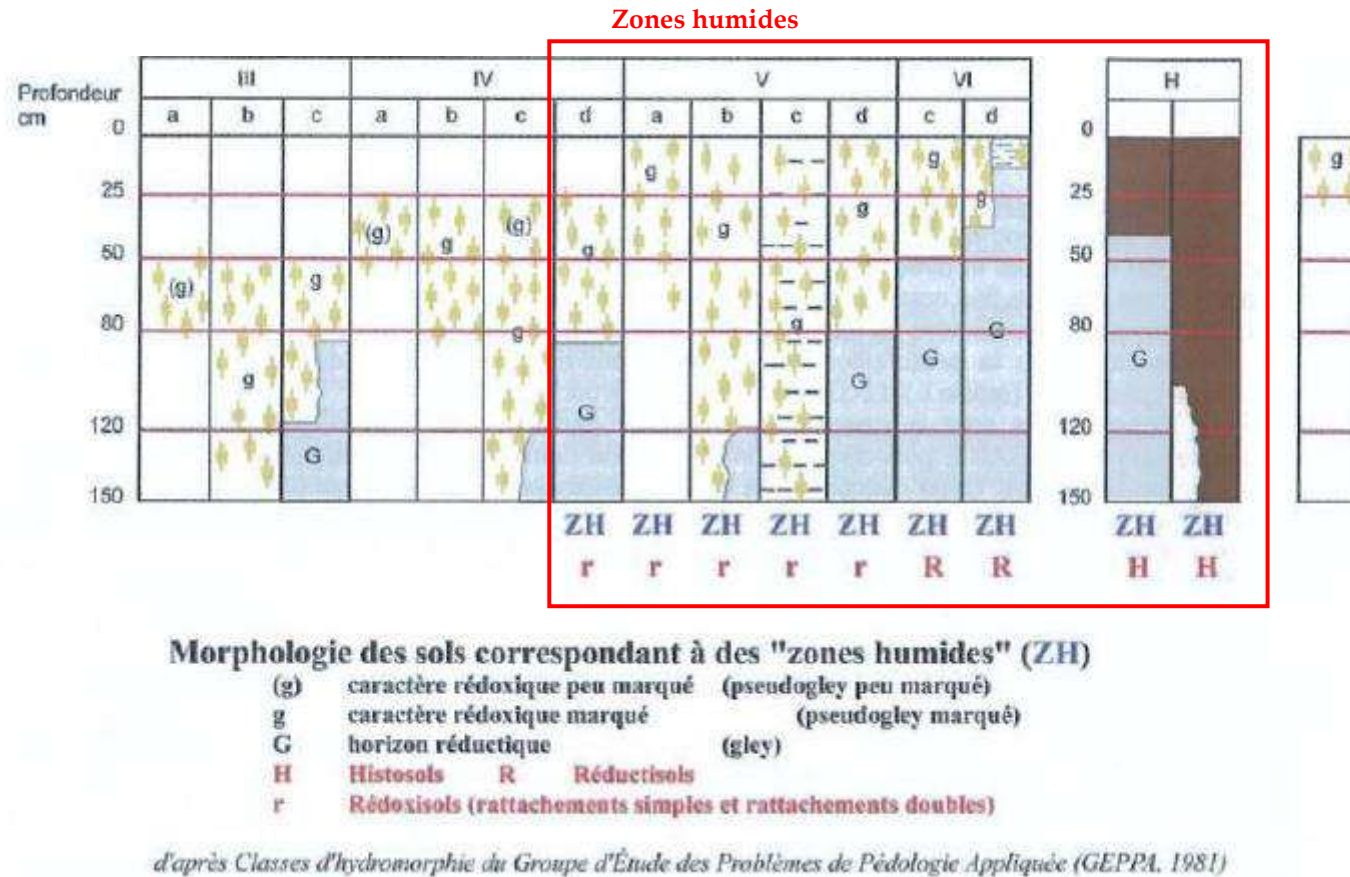 Zones humides
III IV V VI H
Profondeur
cm
a b c a b c d a b c d c d
0 0
g g g g
25 25
(g) g (g) g g g g
50 50
(g) g g
80 80
g g G G G
g G G
120 120
G
150 150
ZH ZH ZH ZH ZH ZH ZH ZH ZH
r r r r r R R H H
Morphologie des sols correspondant à des "zones humides" (ZH)
(g) caractère rédoxique peu marqué (pseudogley peu marqué)
g caractère rédoxique marqué (pseudogley marqué)
G horizon réductique (gley)
H Histosols R Réductisols
r Rédoxisols (rattachements simples et rattachements doubles)
d'après Classes d'hydromorphie du Groupe d'Étude des Problèmes de Pédologie Appliquée (GEPPA, 1981)